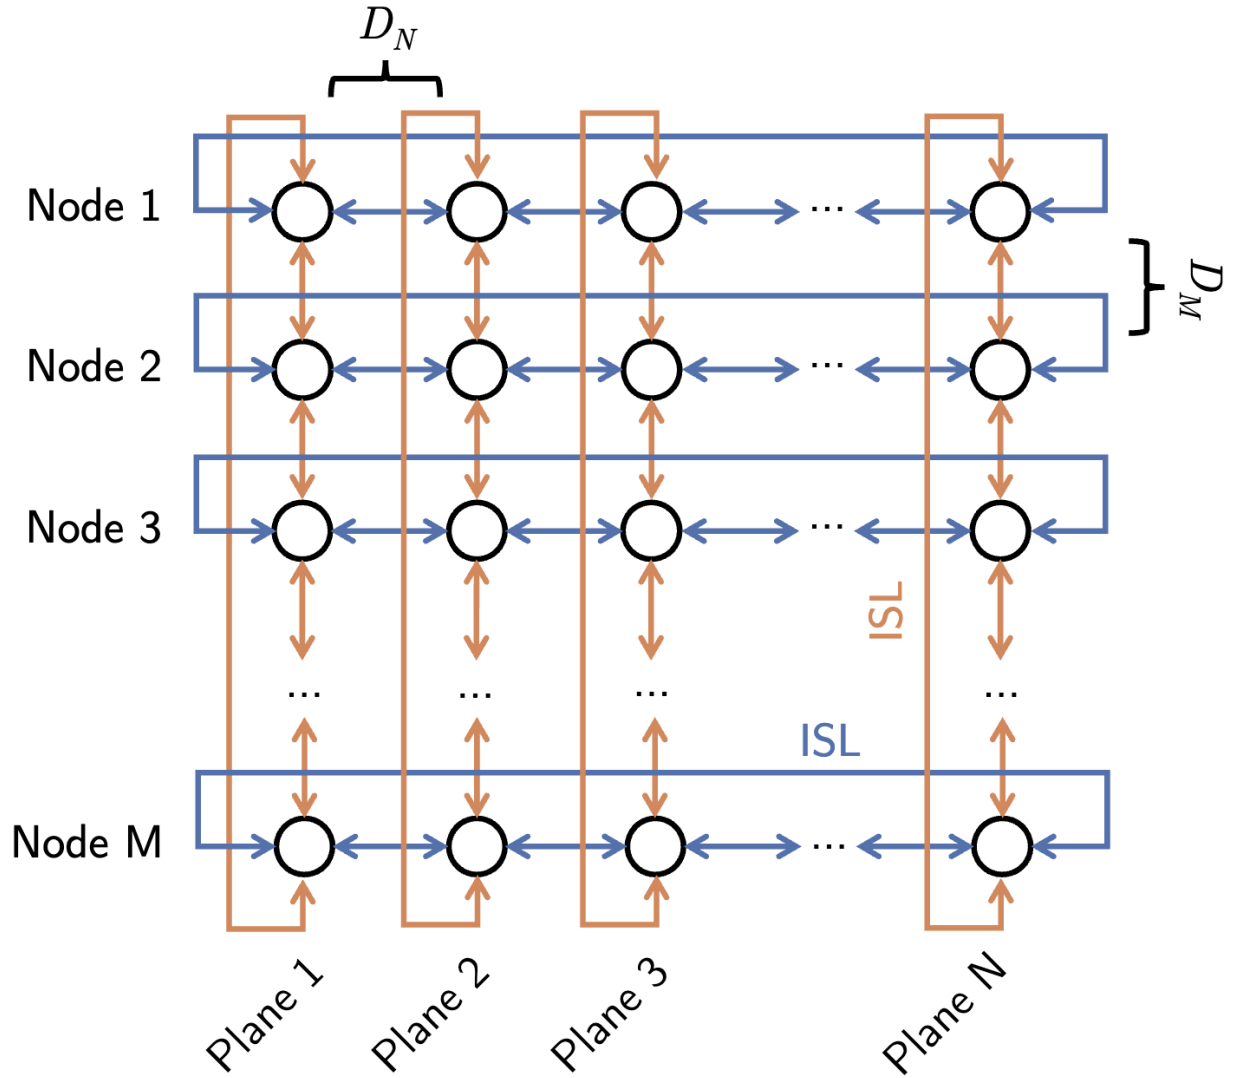 D_N
Node 1
...
D_M
Node 2
...
Node 3
...
ISL
... ... ... ...
ISL
Node M
...
Plane 1
Plane 2
Plane 3
Plane N